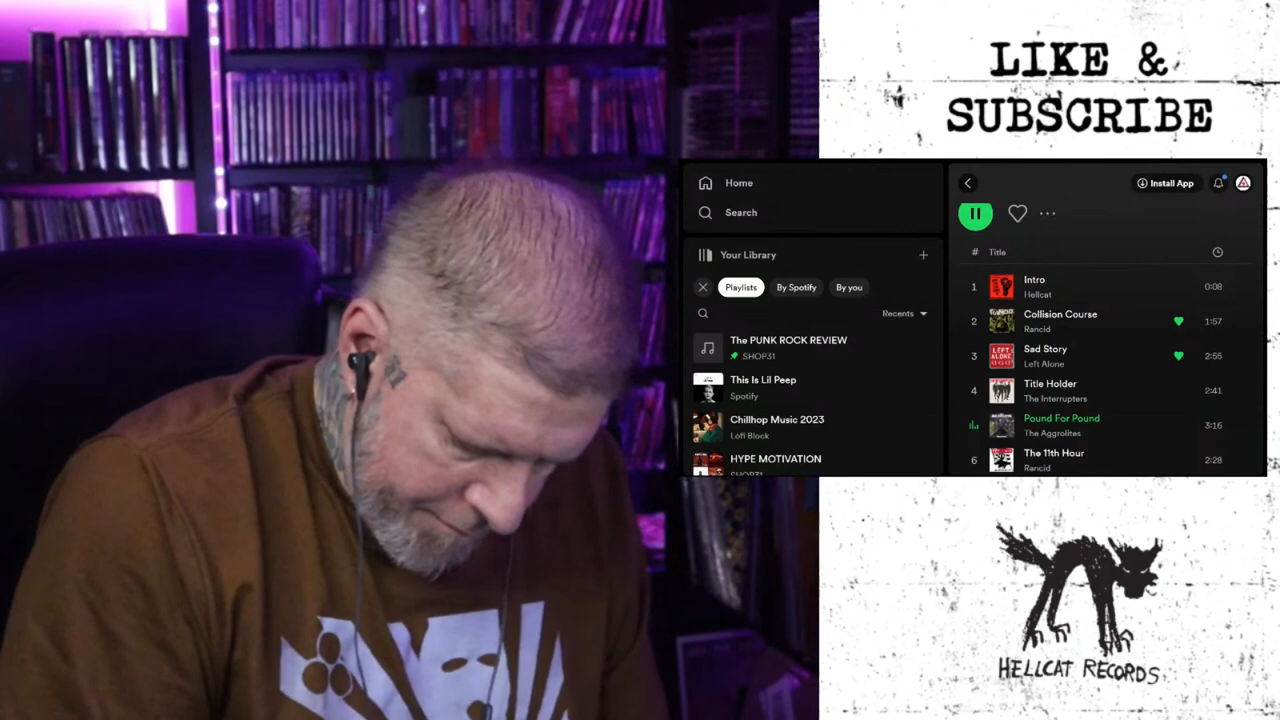 LIKE &
SUBSCRIBE
Home
Search
Install App
Your Library
Playlists
By Spotify
By you
Recents
The PUNK ROCK REVIEW
SHOP31
This Is Lil Peep
Spotify
Chillhop Music 2023
Lofi Block
HYPE MOTIVATION
SHOP31
# Title
1 Intro 0:08
Hellcat
2 Collision Course 1:57
Rancid
3 Sad Story 2:55
Left Alone
4 Title Holder 2:41
The Interrupters
Pound For Pound 3:16
The Aggrolites
6 The 11th Hour 2:28
Rancid
LEFT
ALONE
HELLCAT RECORDS